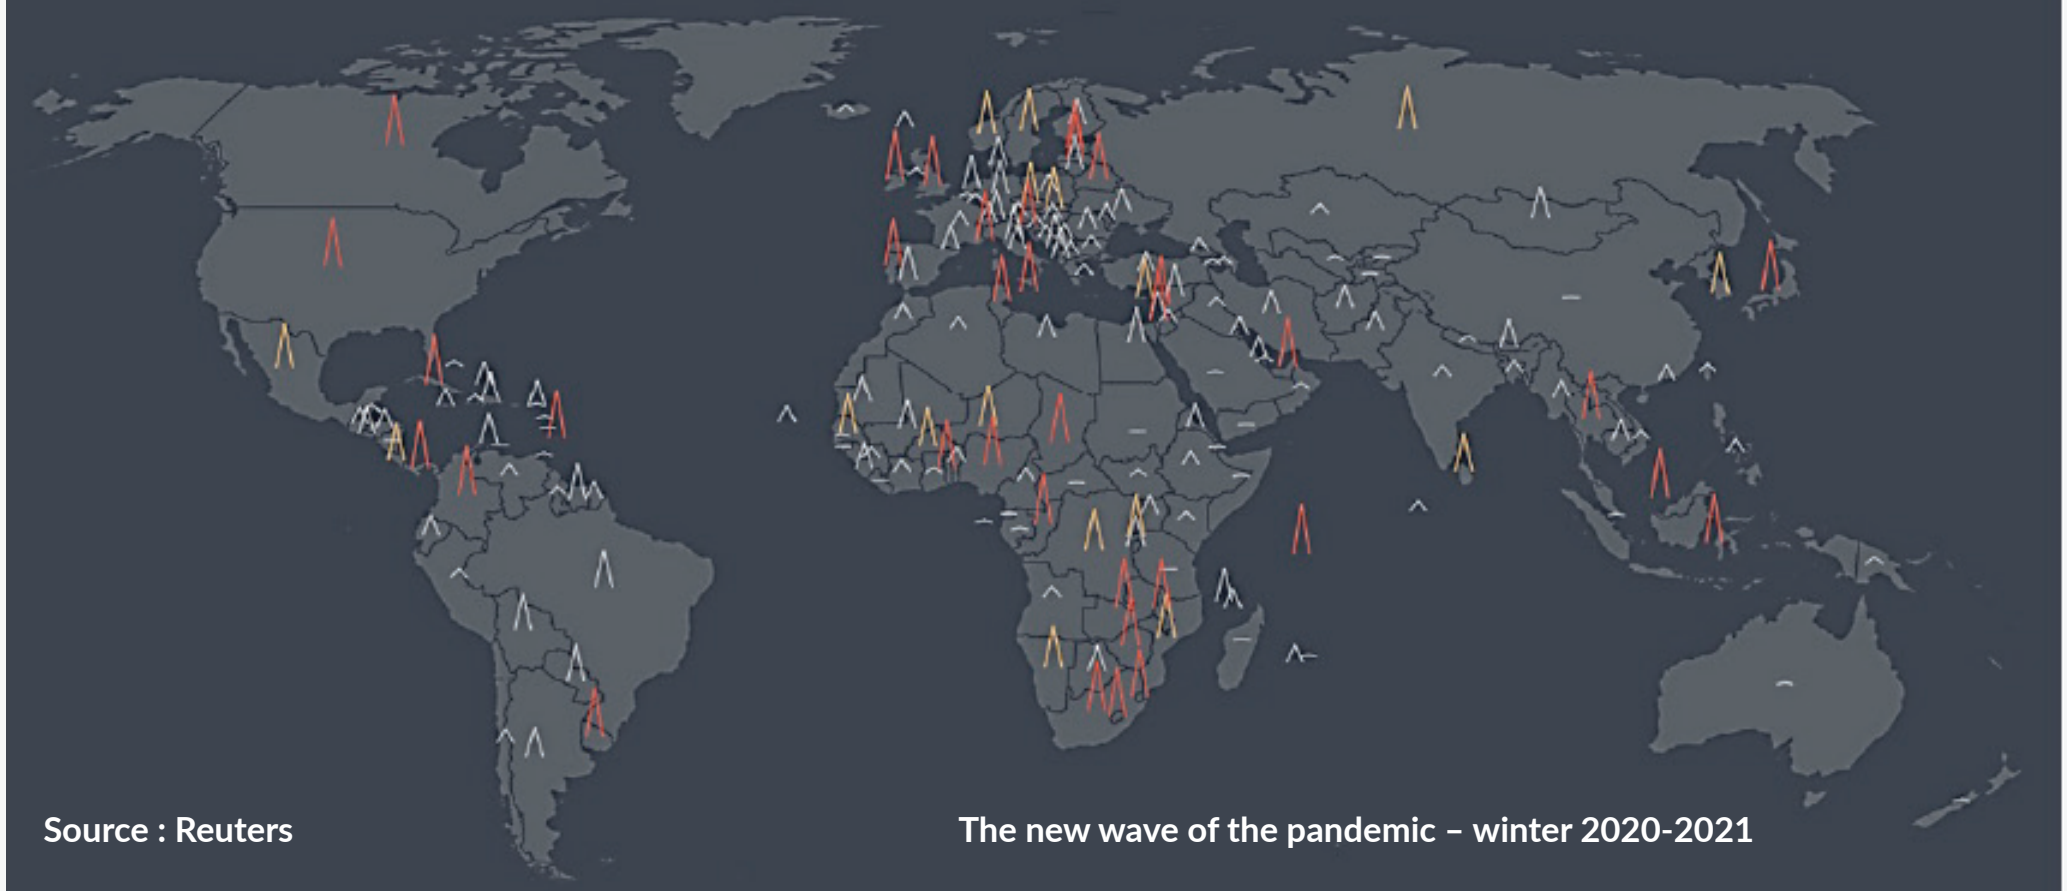 Source : Reuters
The new wave of the pandemic – winter 2020-2021